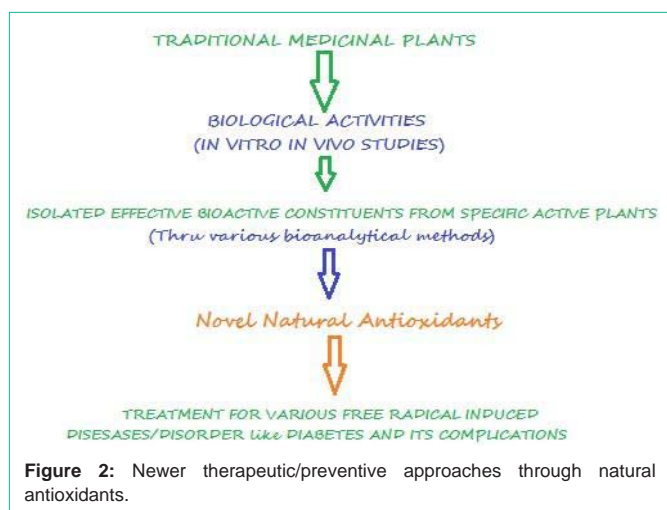 TRADITIONAL MEDICINAL PLANTS
BIOLOGICAL ACTIVITIES
(IN VITRO IN VIVO STUDIES)
ISOLATED EFFECTIVE BIOACTIVE CONSTITUENTS FROM SPECIFIC ACTIVE PLANTS
(Thru various bioanalytical methods)
Novel Natural Antioxidants
TREATMENT FOR VARIOUS FREE RADICAL INDUCED
DISESASES/DISORDER like DIABETES AND ITS COMPLICATIONS
Figure 2: Newer therapeutic/preventive approaches through natural
antioxidants.